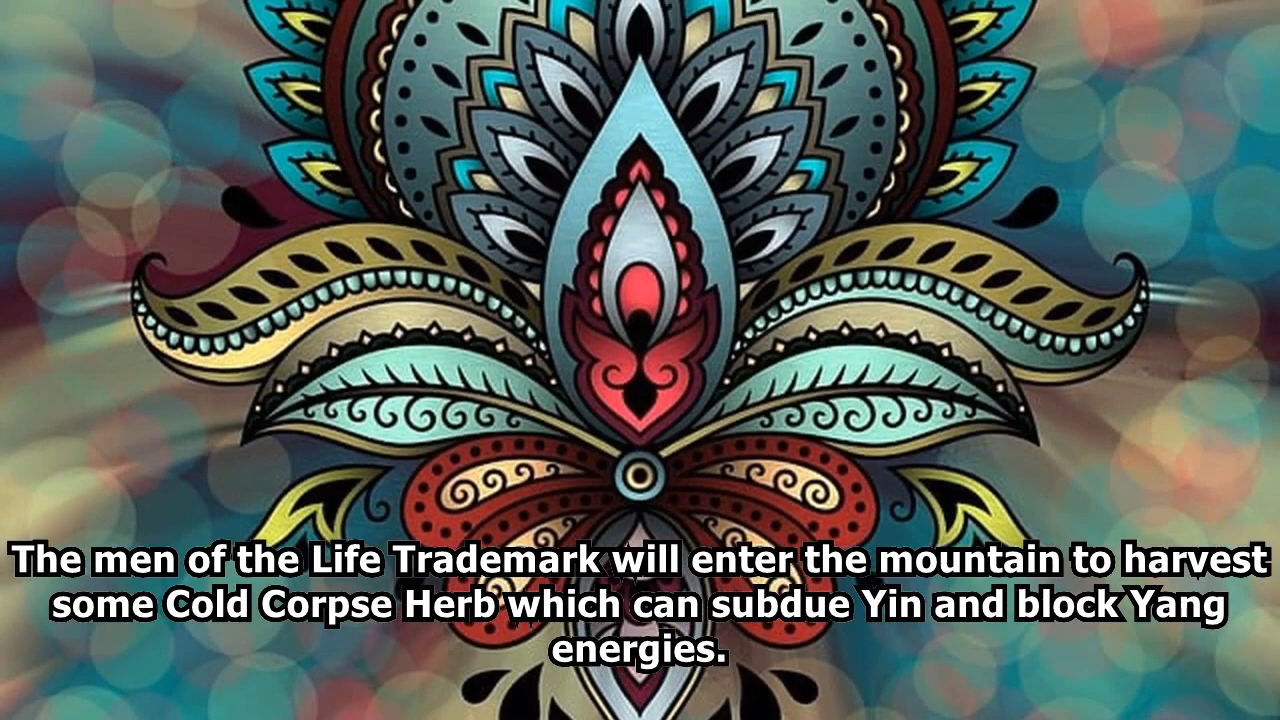 The men of the Life Trademark will enter the mountain to harvest
some Cold Corpse Herb which can subdue Yin and block Yang
energies.